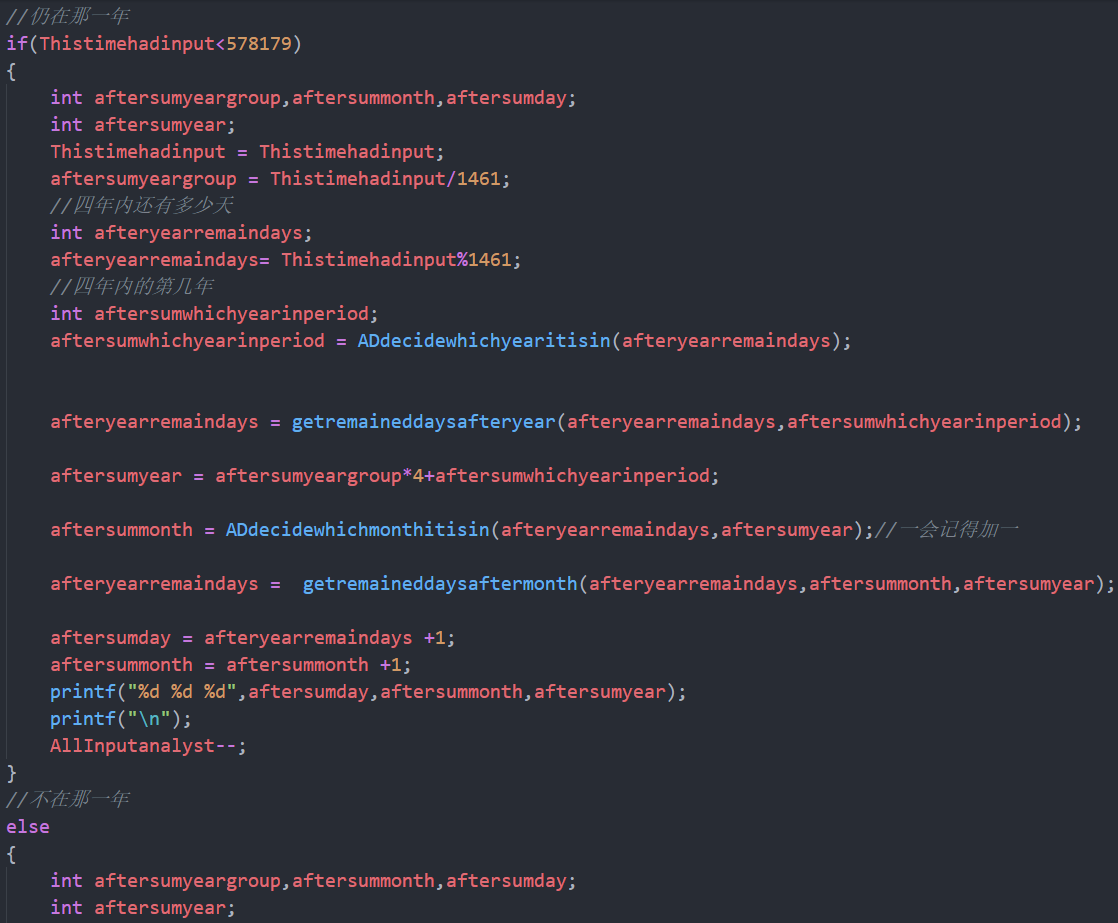 //仍在那一年
if(Thistimehadinput<578179)
{
    int aftersumyeargroup,aftersummonth,aftersumday;
    int aftersumyear;
    Thistimehadinput = Thistimehadinput;
    aftersumyeargroup = Thistimehadinput/1461;
    //四年内还有多少天
    int afteryearremaindays;
    afteryearremaindays= Thistimehadinput%1461;
    //四年内的第几年
    int aftersumwhichyearinperiod;
    aftersumwhichyearinperiod = ADdecidewhichyearitisin(afteryearremaindays);
    afteryearremaindays = getremaineddaysafteryear(afteryearremaindays,aftersumwhichyearinperiod);
    aftersumyear = aftersumyeargroup*4+aftersumwhichyearinperiod;
    aftersummonth = ADdecidewhichmonthitisin(afteryearremaindays,aftersumyear);//一会记得加一
    afteryearremaindays =  getremaineddaysaftermonth(afteryearremaindays,aftersummonth,aftersumyear);
    aftersumday = afteryearremaindays +1;
    aftersummonth = aftersummonth +1;
    printf("%d %d %d",aftersumday,aftersummonth,aftersumyear);
    printf("\n");
    AllInputanalyst--;
}
//不在那一年
else
{
    int aftersumyeargroup,aftersummonth,aftersumday;
    int aftersumyear;